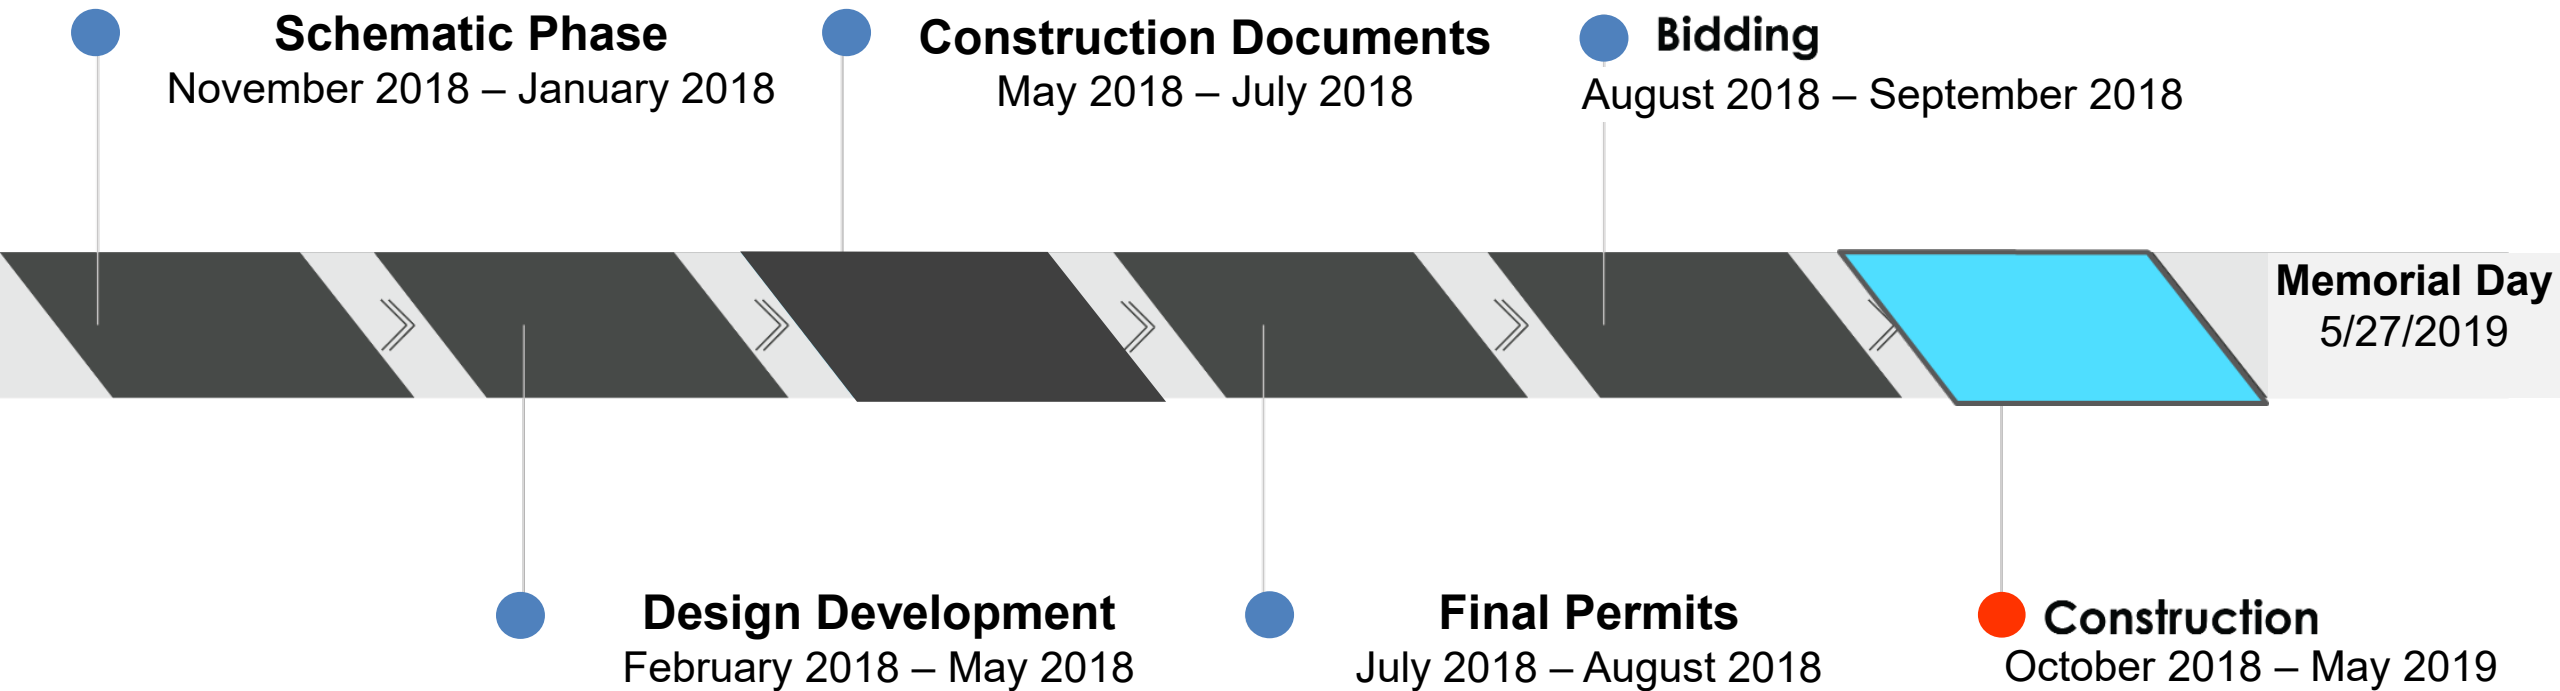 Schematic Phase
November 2018 – January 2018
Construction Documents
May 2018 – July 2018
Bidding
August 2018 – September 2018
Memorial Day
5/27/2019
Design Development
February 2018 – May 2018
Final Permits
July 2018 – August 2018
Construction
October 2018 – May 2019